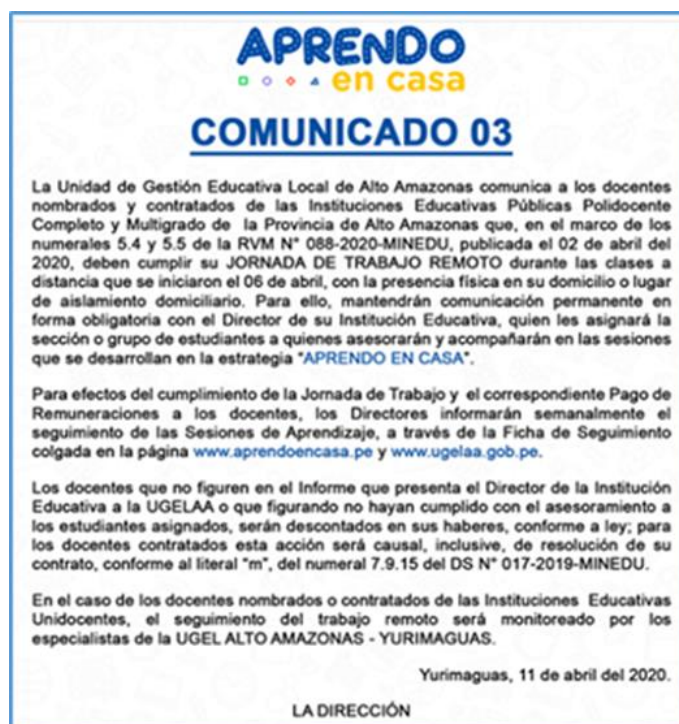 APRENDO
en casa
COMUNICADO 03
La Unidad de Gestión Educativa Local de Alto Amazonas comunica a los docentes
nombrados y contratados de las Instituciones Educativas Públicas Polidocente
Completo y Multigrado de la Provincia de Alto Amazonas que, en el marco de los
numerales 5.4 y 5.5 de la RVM N° 088-2020-MINEDU, publicada el 02 de abril del
2020, deben cumplir su JORNADA DE TRABAJO REMOTO durante las clases a
distancia que se iniciaron el 06 de abril, con la presencia física en su domicilio o lugar
de aislamiento domiciliario. Para ello, mantendrán comunicación permanente en
forma obligatoria con el Director de su Institución Educativa, quien les asignará la
sección o grupo de estudiantes a quienes asesorarán y acompañarán en las sesiones
que se desarrollan en la estrategia "APRENDO EN CASA".
Para efectos del cumplimiento de la Jornada de Trabajo y el correspondiente Pago de
Remuneraciones a los docentes, los Directores informarán semanalmente el
seguimiento de las Sesiones de Aprendizaje, a través de la Ficha de Seguimiento
colgada en la página www.aprendoencasa.pe y www.ugelaa.gob.pe.
Los docentes que no figuren en el Informe que presenta el Director de la Institución
Educativa a la UGELAA o que figurando no hayan cumplido con el asesoramiento a
los estudiantes asignados, serán descontados en sus haberes, conforme a ley; para
los docentes contratados esta acción será causal, inclusive, de resolución de su
contrato, conforme al literal "m", del numeral 7.9.15 del DS N° 017-2019-MINEDU.
En el caso de los docentes nombrados o contratados de las Instituciones Educativas
Unidocentes, el seguimiento del trabajo remoto será monitoreado por los
especialistas de la UGEL ALTO AMAZONAS - YURIMAGUAS.
Yurimaguas, 11 de abril del 2020.
LA DIRECCIÓN